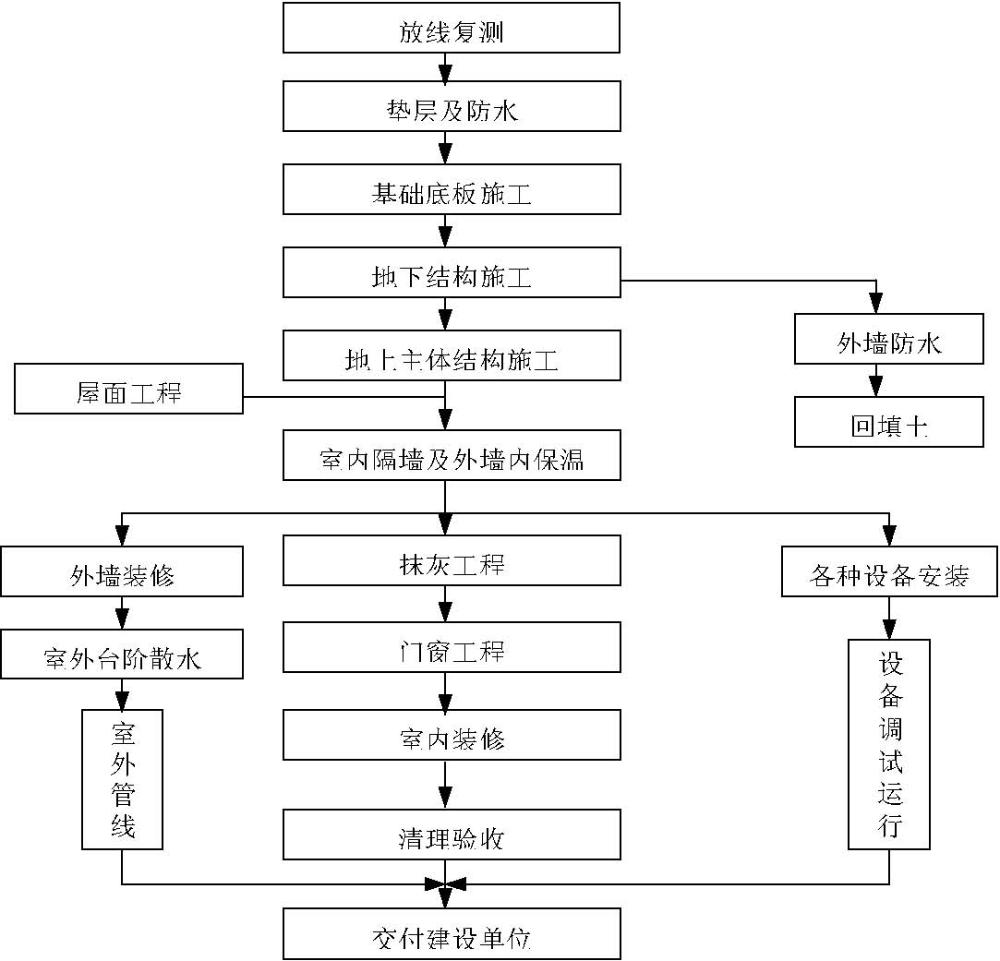 放线复测
垫层及防水
基础底板施工
地下结构施工
外墙防水
地上主体结构施工
屋面工程
回填土
室内隔墙及外墙内保温
外墙装修
抹灰工程
各种设备安装
室外台阶散水
门窗工程
设备调试运行
室外管线
室内装修
清理验收
交付建设单位